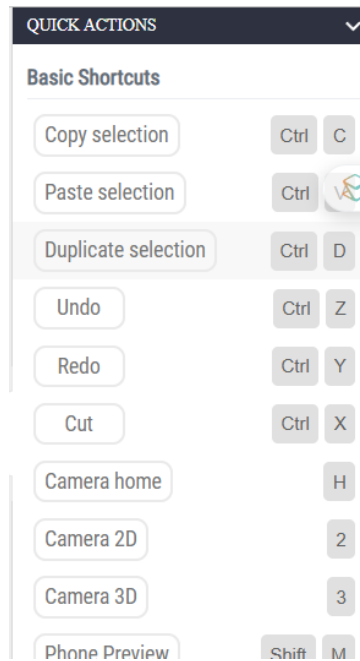 QUICK ACTIONS
Basic Shortcuts
Copy selection Ctrl C
Paste selection Ctrl
Duplicate selection Ctrl D
Undo Ctrl Z
Redo Ctrl Y
Cut Ctrl X
Camera home H
Camera 2D 2
Camera 3D 3
Phone Preview Shift M